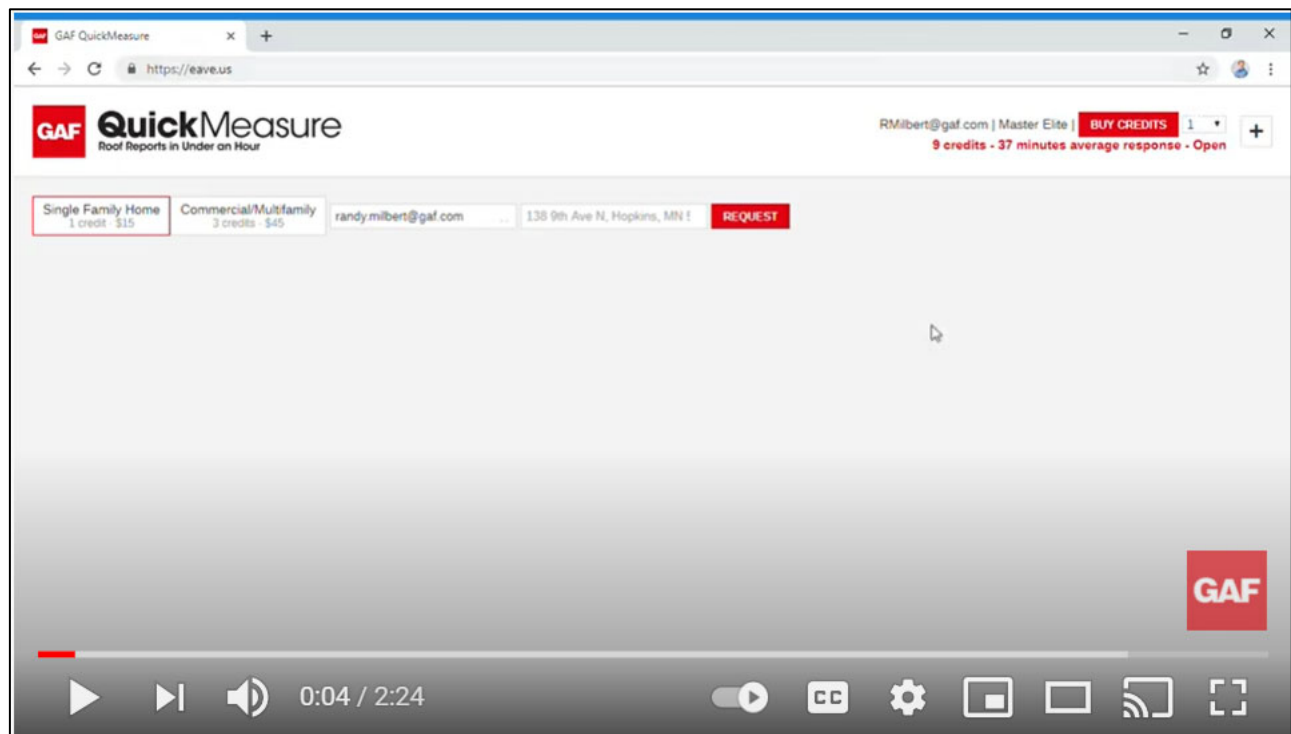 GAF QuickMeasure
https://eave.us
GAF QuickMeasure
Roof Reports in Under an Hour
RMilbert@gaf.com | Master Elite | BUY CREDITS 1
9 credits - 37 minutes average response - Open
Single Family Home
1 credit - $15
Commercial/Multifamily
3 credits - $45
randy.milbert@gaf.com
138 9th Ave N, Hopkins, MN
REQUEST
GAF
0:04 / 2:24
CC